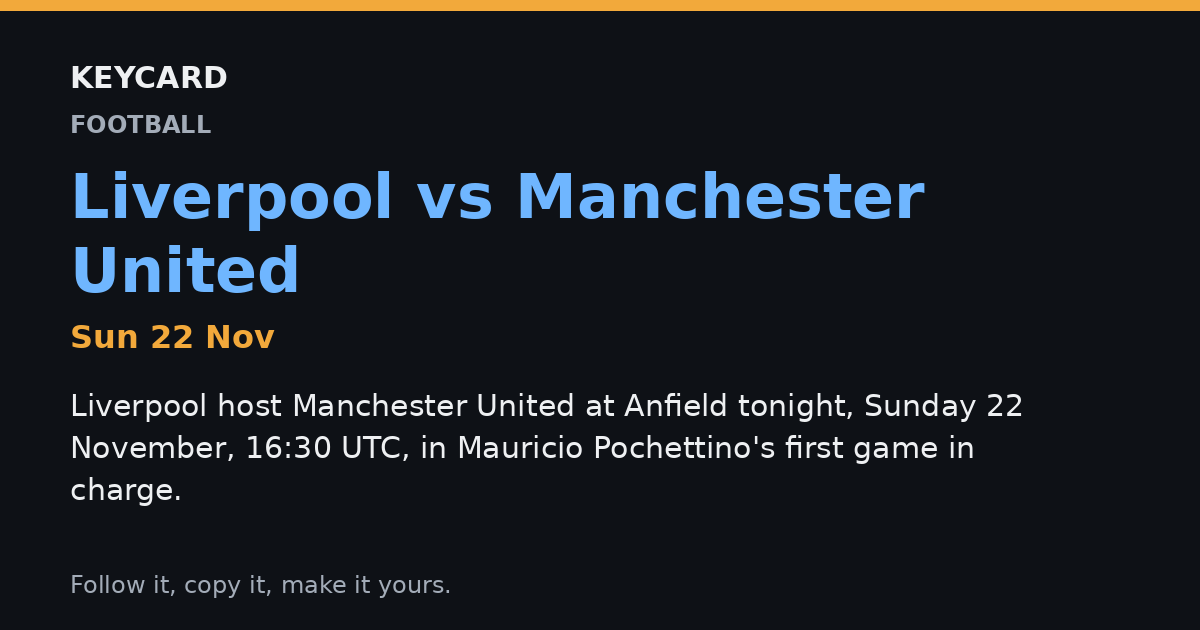 KEYCARD
FOOTBALL
Liverpool vs Manchester
United
Sun 22 Nov
Liverpool host Manchester United at Anfield tonight, Sunday 22
November, 16:30 UTC, in Mauricio Pochettino's first game in
charge.
Follow it, copy it, make it yours.